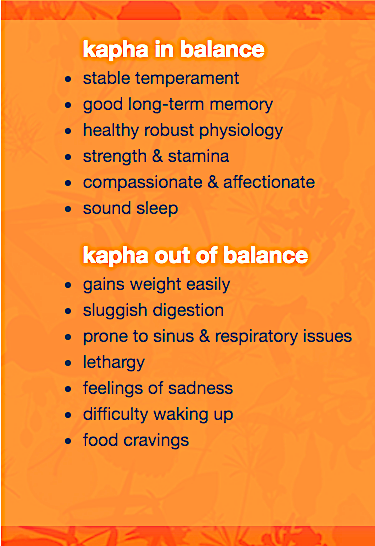 kapha in balance
• stable temperament
• good long-term memory
• healthy robust physiology
• strength & stamina
• compassionate & affectionate
• sound sleep
kapha out of balance
• gains weight easily
• sluggish digestion
• prone to sinus & respiratory issues
• lethargy
• feelings of sadness
• difficulty waking up
• food cravings